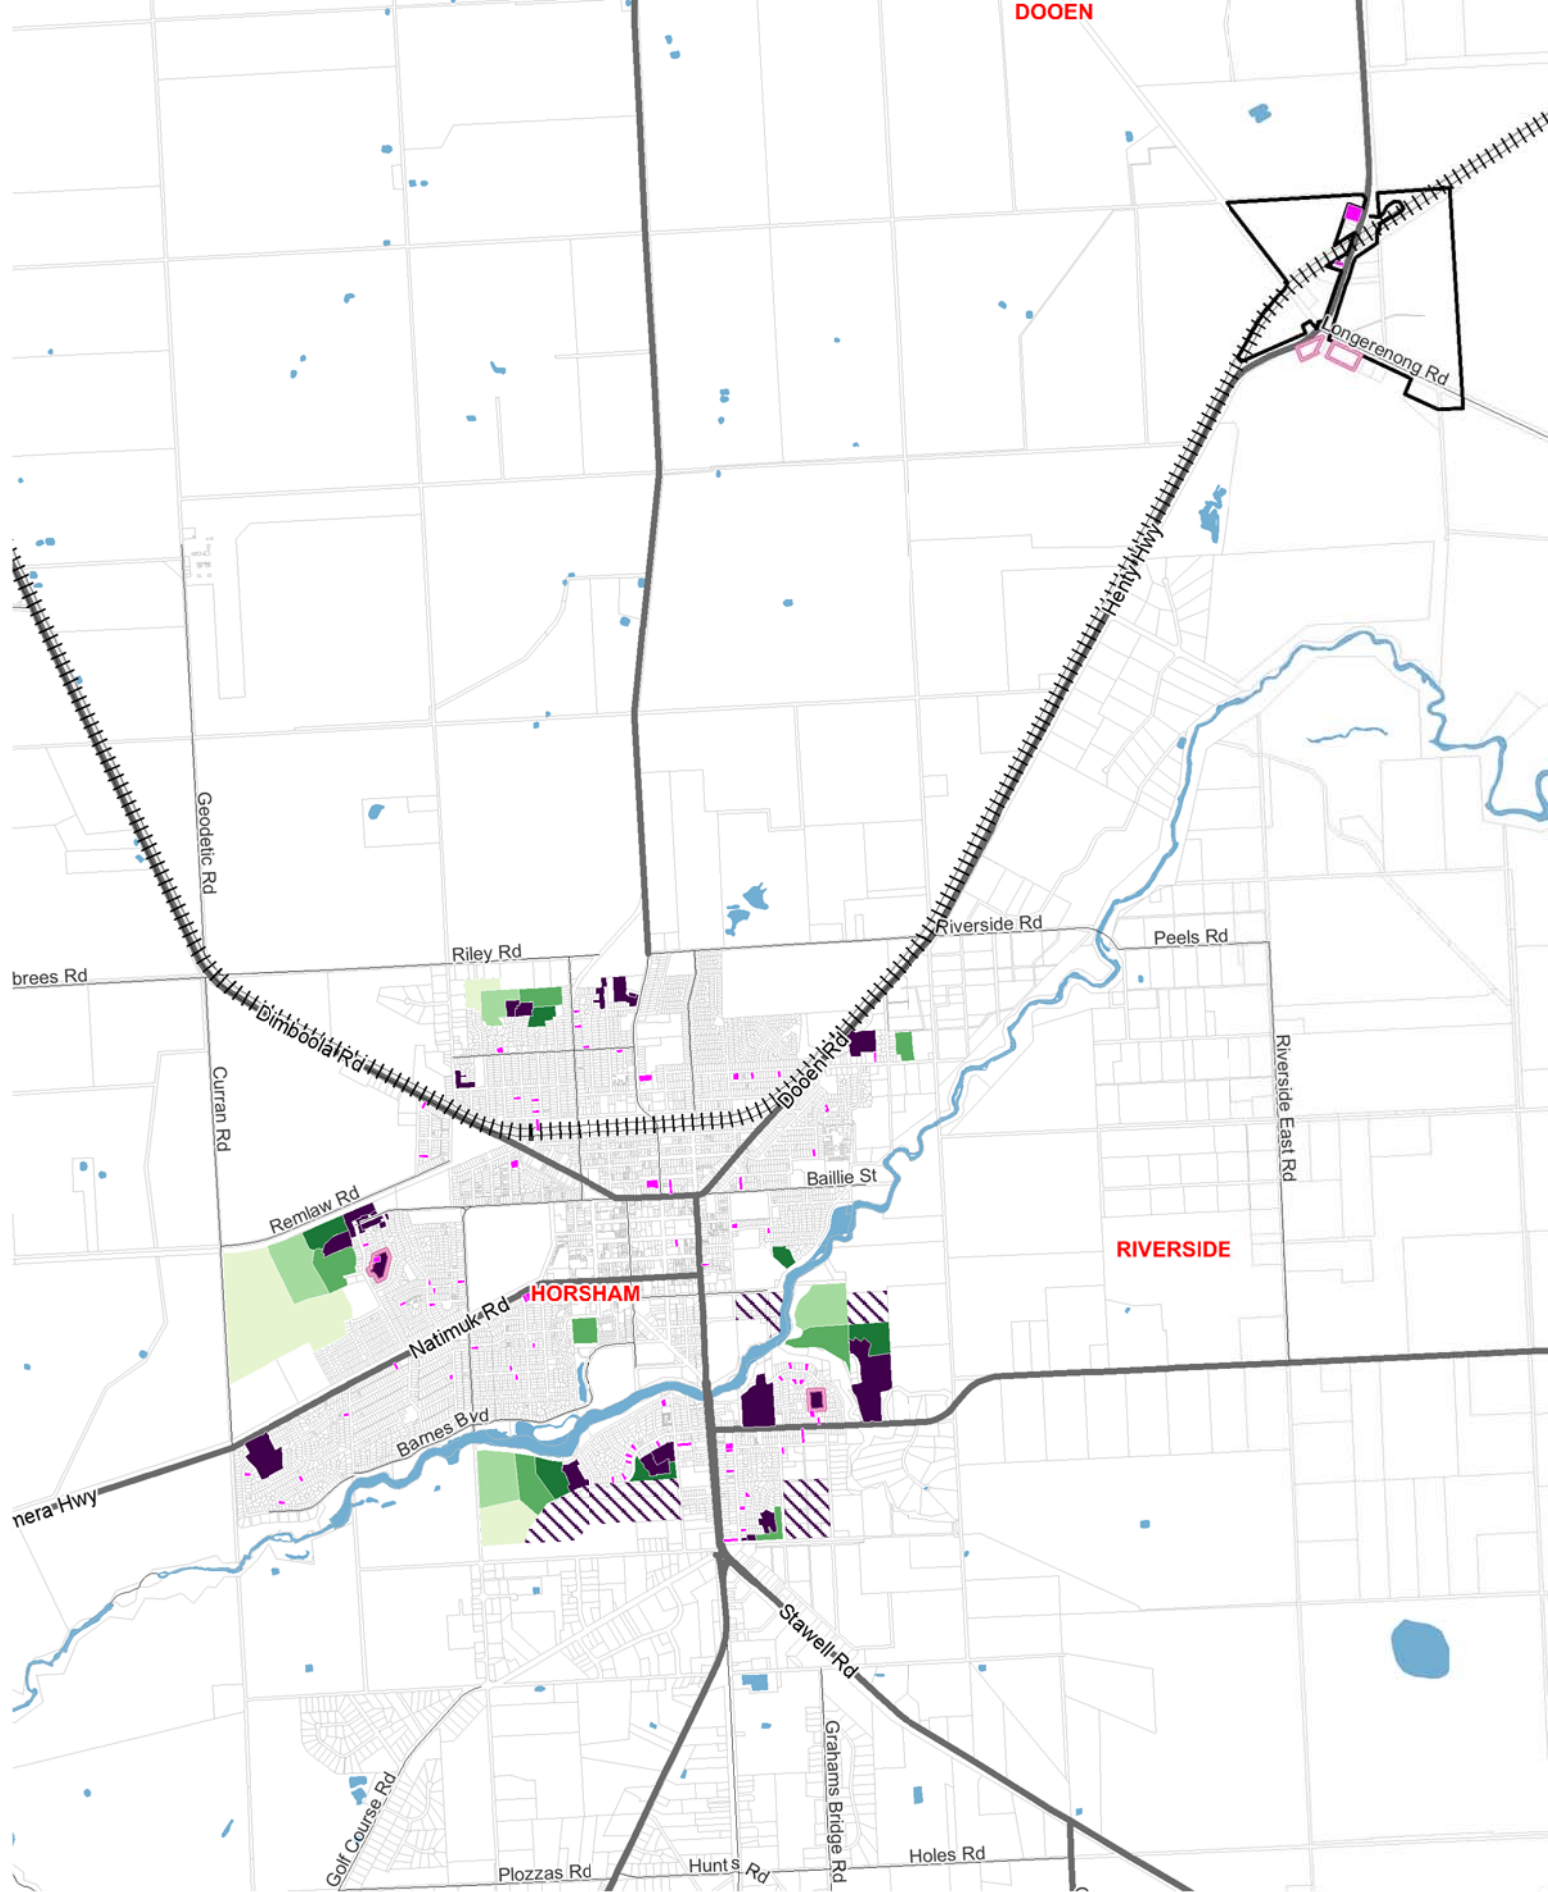 DOOEN
Longerenong Rd
Henty Hwy
Geodetic Rd
Riverside Rd
Peels Rd
Riley Rd
brees Rd
Dimboola Rd
Dooen Rd
Curran Rd
Riverside East Rd
Baillie St
Remlaw Rd
RIVERSIDE
HORSHAM
Natimuk Rd
Barnes Bvd
mera Hwy
Stawell Rd
Grahams Bridge Rd
Golf Course Rd
Plozzas Rd
Hunts Rd
Holes Rd